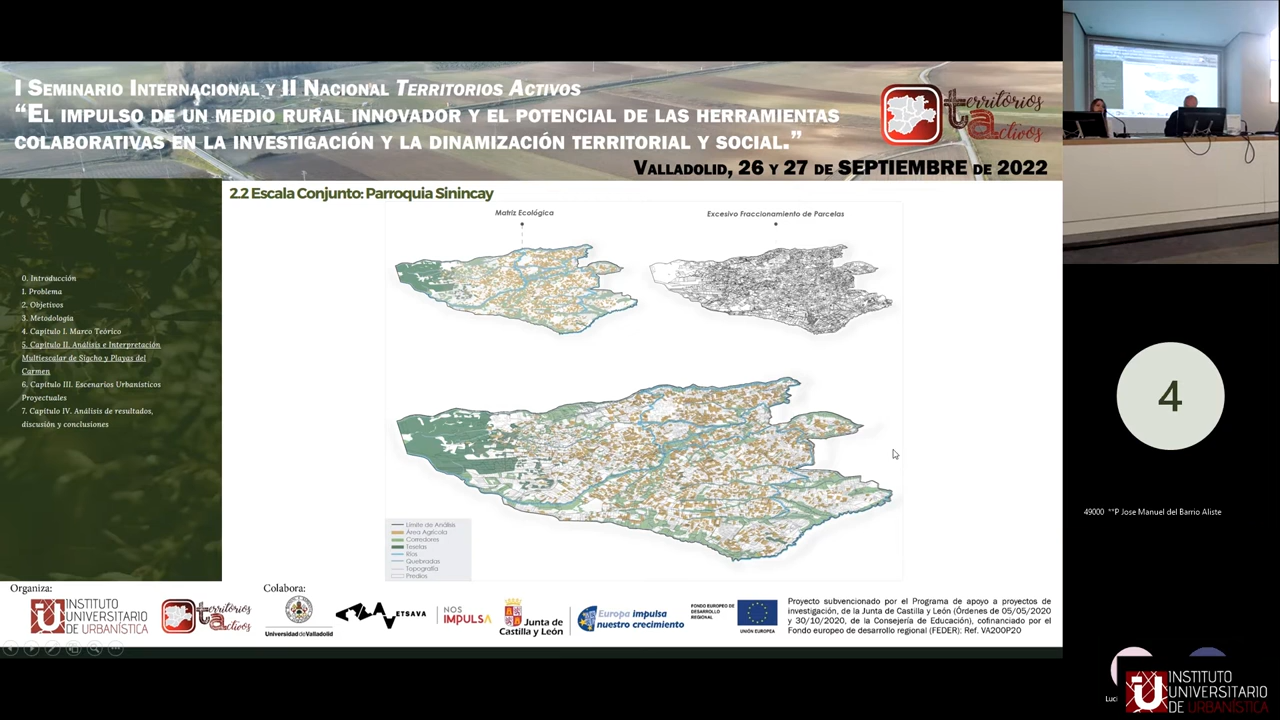 I Seminario Internacional y II Nacional Territorios Activos
“El impulso de un medio rural innovador y el potencial de las herramientas
colaborativas en la investigación y la dinamización territorial y social.”
Valladolid, 26 y 27 de SEPTIEMBRE de 2022
territorios
activos
2.2 Escala Conjunto: Parroquia Sinincay
Matriz Ecológica
Excesivo Fraccionamiento de Parcelas
0. Introducción
1. Problema
2. Objetivos
3. Metodología
4. Capítulo I. Marco Teórico
5. Capítulo II. Análisis e Interpretación
Multiescalar de Sigcho y Playas del
Carmen
6. Capítulo III. Escenarios Urbanísticos
Proyectuales
7. Capítulo IV. Análisis de resultados,
discusión y conclusiones
Límite de Análisis
Área Agrícola
Corredores
Teselas
Ríos
Quebradas
Topografía
Predios
4
49000 **P Jose Manuel del Barrio Aliste
Organiza:
INSTITUTO
UNIVERSITARIO
DE URBANÍSTICA
territorios
activos
Colabora:
Universidad de Valladolid
ETSAVA
NOS
IMPULSA
Junta de
Castilla y León
Europa impulsa
nuestro crecimiento
FONDO EUROPEO DE
DESARROLLO
REGIONAL
UNIÓN EUROPEA
Proyecto subvencionado por el Programa de apoyo a proyectos de
investigación, de la Junta de Castilla y León (Órdenes de 05/05/2020
y 30/10/2020, de la Consejería de Educación), cofinanciado por el
Fondo europeo de desarrollo regional (FEDER): Ref. VA200P20
Luci
INSTITUTO
UNIVERSITARIO
DE URBANÍSTICA